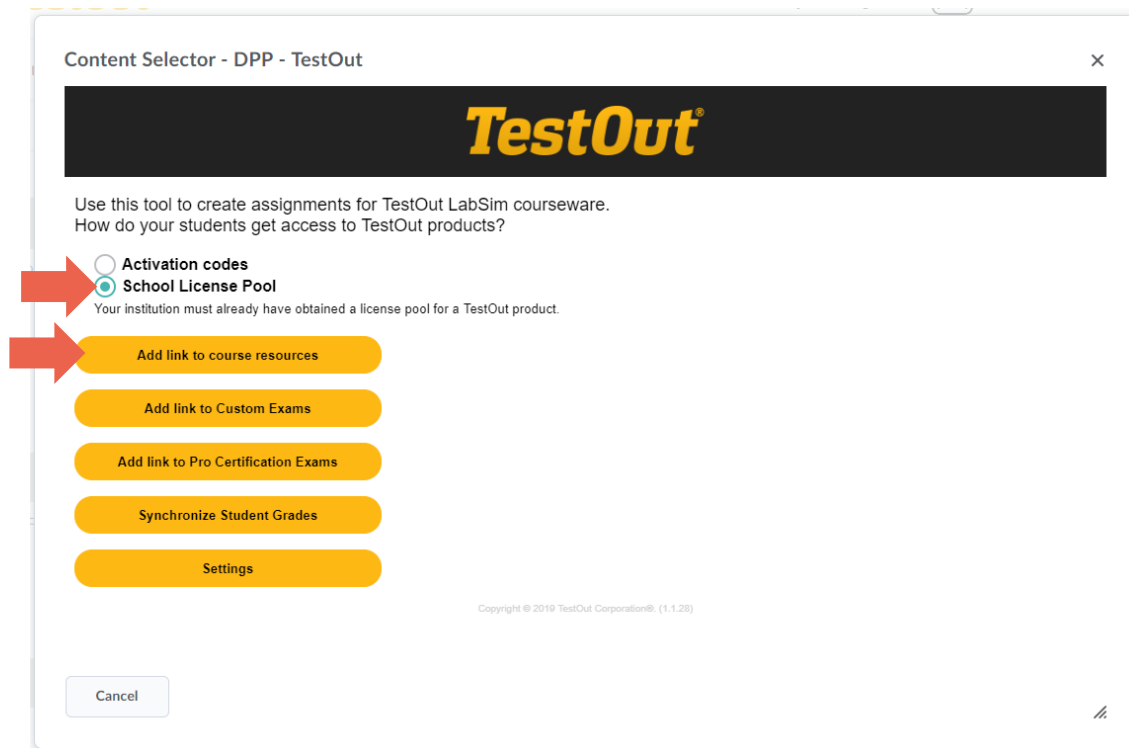 Content Selector - DPP - TestOut
TestOut®
Use this tool to create assignments for TestOut LabSim courseware.
How do your students get access to TestOut products?
Activation codes
School License Pool
Your institution must already have obtained a license pool for a TestOut product.
Add link to course resources
Add link to Custom Exams
Add link to Pro Certification Exams
Synchronize Student Grades
Settings
Copyright © 2019 TestOut Corporation®. (1.1.28)
Cancel